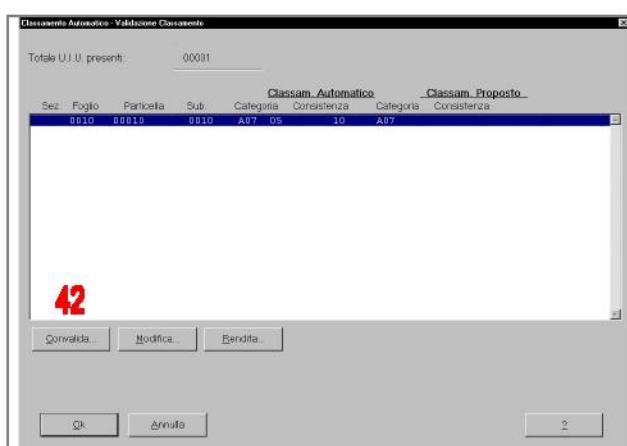 Classamento Automatico - Validazione Classamento
Totale U.I.U. presenti: 00001
Classam. Automatico Classam. Proposto
Sez. Foglio Particella Sub. Categoria Consistenza Categoria Consistenza
0010 00010 0010 A07 05 10 A07
42
Convalida... Modifica... Rendita...
Ok Annulla ?